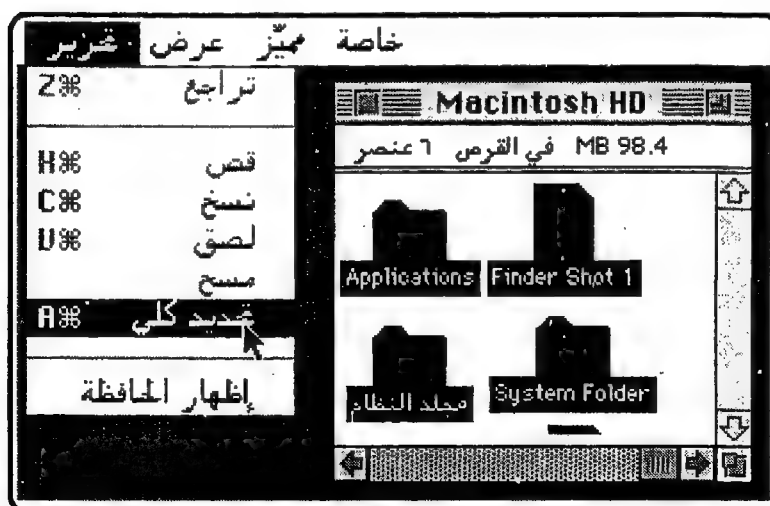 خاصة مميّز عرض تحرير
تراجع Z⌘
قص X⌘
نسخ C⌘
لصق V⌘
مسح
تحديد كلي A⌘
إظهار الحافظة
Macintosh HD
MB 98.4 في القرص ٦ عنصر
Applications Finder Shot 1
مجلد النظام System Folder